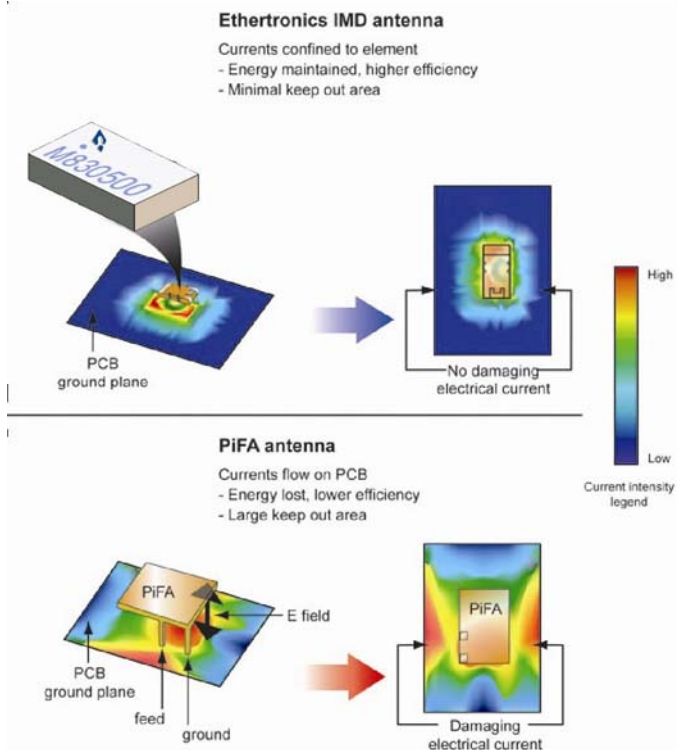 Ethertronics IMD antenna
Currents confined to element
- Energy maintained, higher efficiency
- Minimal keep out area
M830500
PCB
ground plane
No damaging
electrical current
High
Low
Current intensity
legend
PiFA antenna
Currents flow on PCB
- Energy lost, lower efficiency
- Large keep out area
PiFA
E field
PCB
ground plane
feed
ground
PiFA
Damaging
electrical current